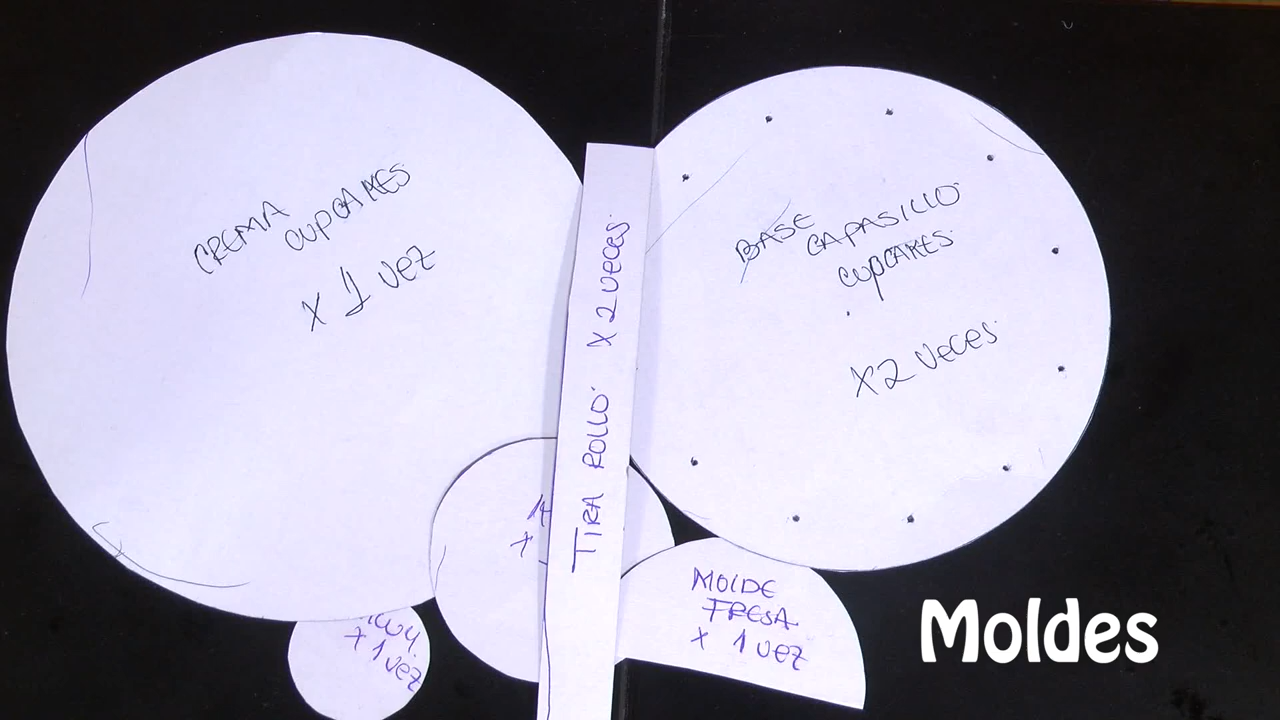 CREMA
CUPCAKES
X 1 VEZ
TIRA ROLLO X 2 VECES.
BASE
CAPASILLO
CUPCAKES.
X2 VECES.
X
X 1 VEZ
MOLDE
FRESA
X 1 VEZ
Moldes